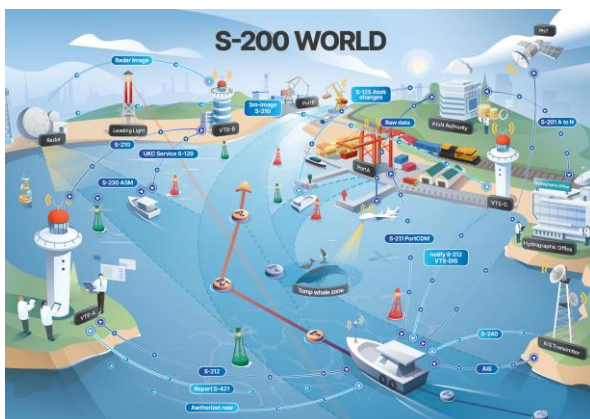 S-200 WORLD
PNT
Radar Image
S-125 AtoN
changes
Sm-image
S-210
PortB
VTS-B
Leading Light
Radar
AtoN Authority
Raw data
S-201 A to N
S-210
UKC Service S-129
PortA
S-230 ASM
VTS-C
Hydrographic Office
Hydrographic Office
S-211 PortCDM
notify S-212
VTS-DIS
Temp whale zone
VTS-A
S-240
AIS Transmitter
AIS
S-212
Report S-421